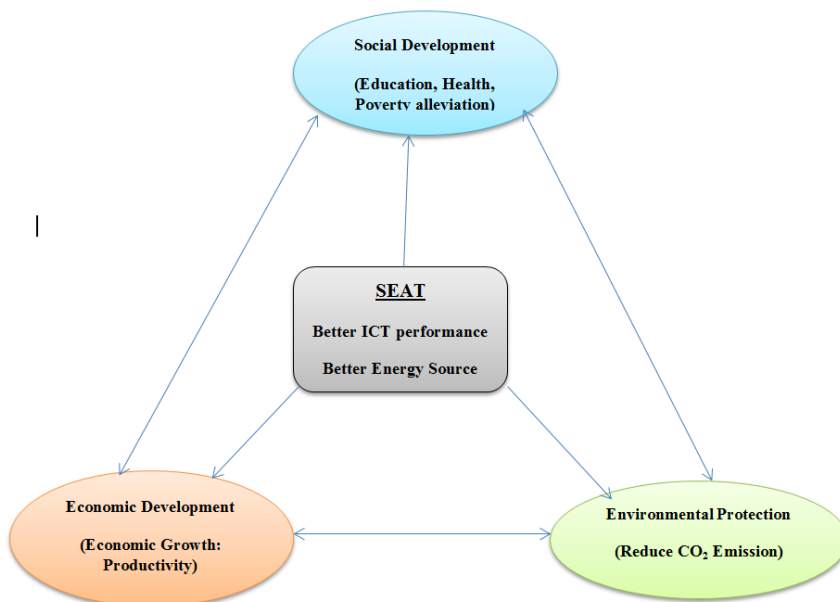 Social Development
(Education, Health,
Poverty alleviation)
SEAT
Better ICT performance
Better Energy Source
Economic Development
(Economic Growth:
Productivity)
Environmental Protection
(Reduce CO₂ Emission)